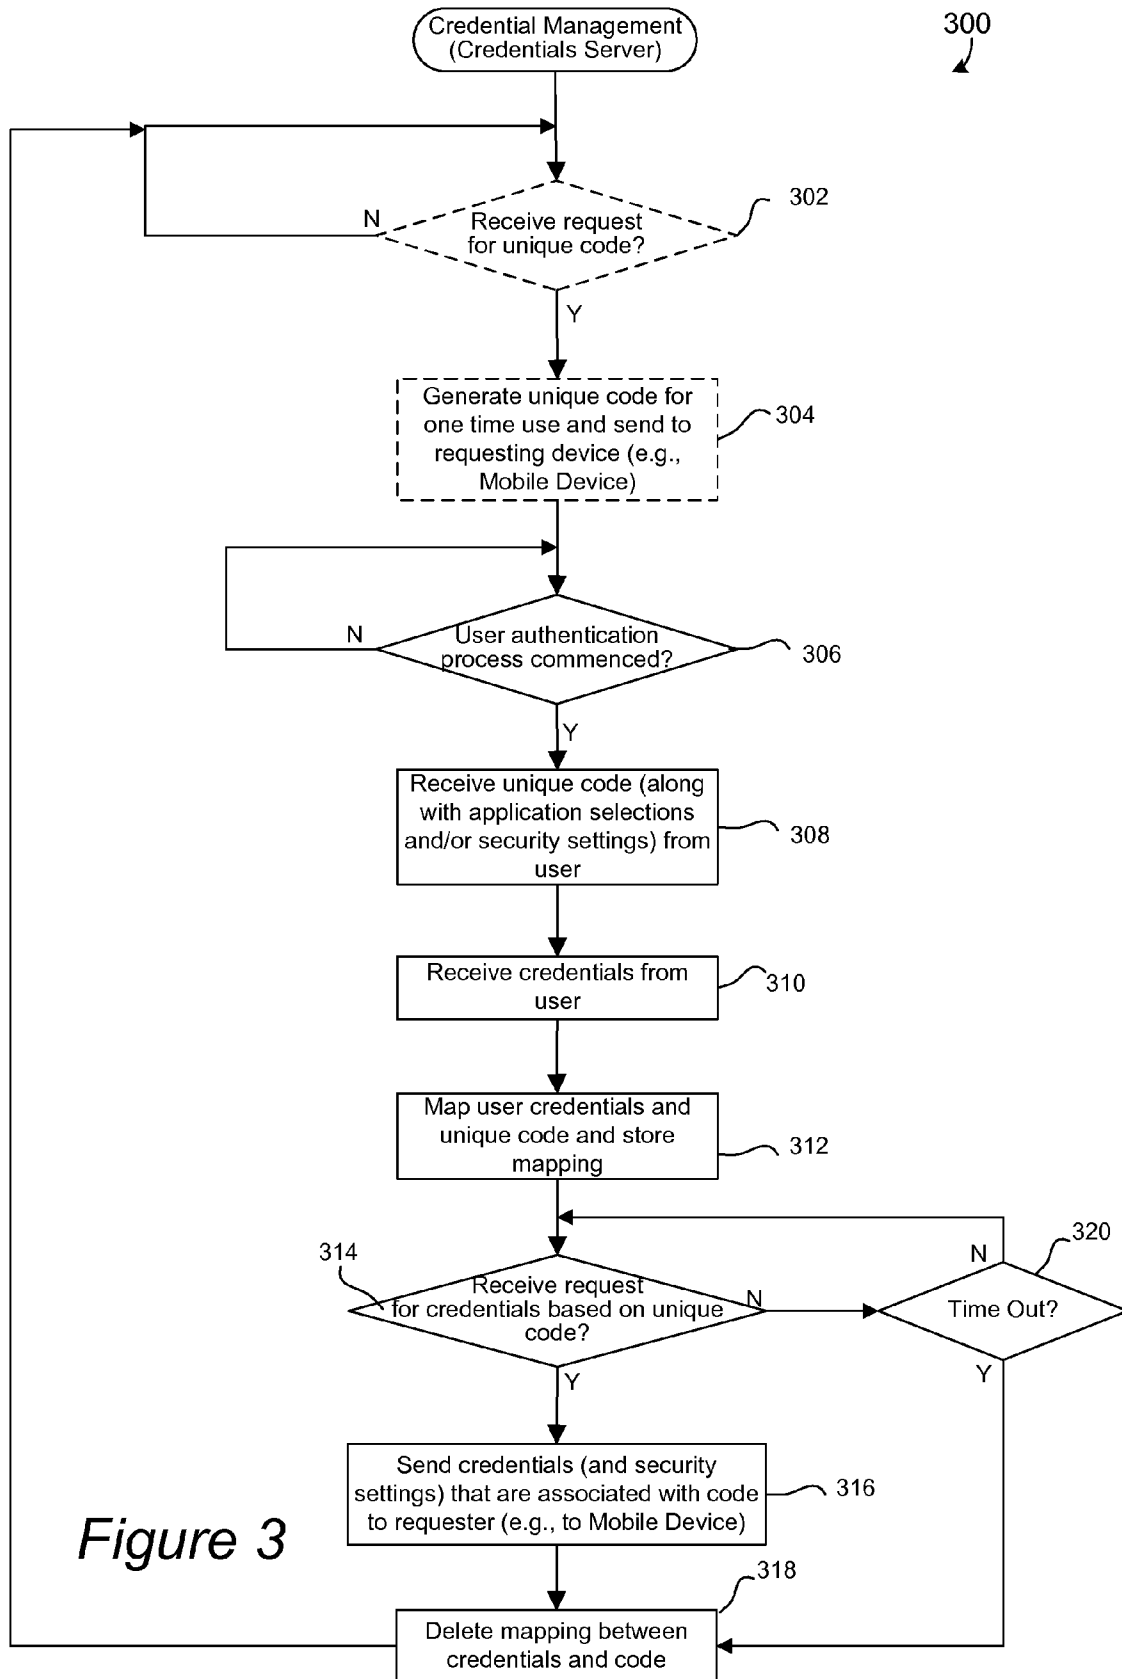 Credential Management
(Credentials Server)
300
302
N
Receive request
for unique code?
Y
Generate unique code for
one time use and send to
requesting device (e.g.,
Mobile Device)
304
N
User authentication
process commenced?
306
Y
Receive unique code (along
with application selections
and/or security settings) from
user
308
Receive credentials from
user
310
Map user credentials and
unique code and store
mapping
312
314
Receive request
for credentials based on unique
code?
N
320
N
Time Out?
Y
Y
Send credentials (and security
settings) that are associated with code
to requester (e.g., to Mobile Device)
316
Figure 3
318
Delete mapping between
credentials and code